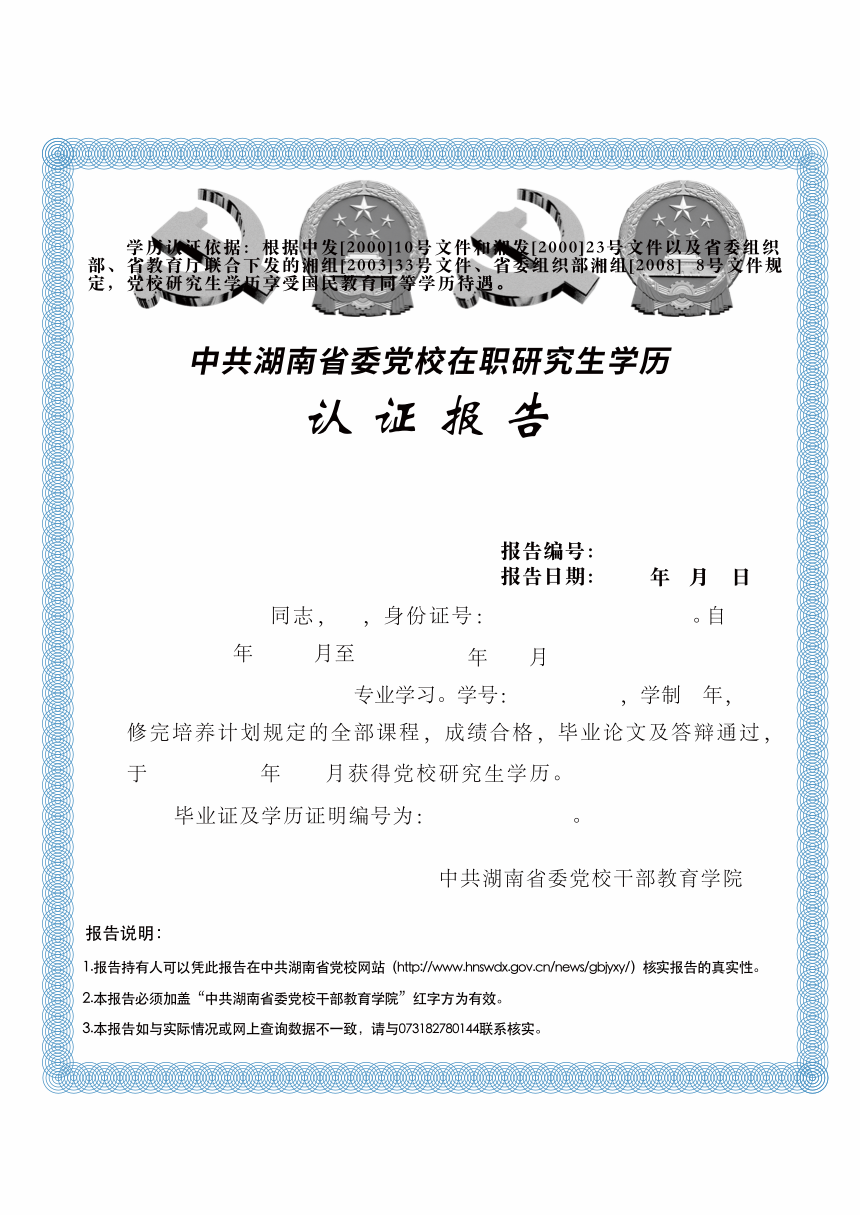 学历认证依据：根据中发[2000]10号文件和湘发[2000]23号文件以及省委组织
部、省教育厅联合下发的湘组[2003]33号文件、省委组织部湘组[2008] 8号文件规
定，党校研究生学历享受国民教育同等学历待遇。
中共湖南省委党校在职研究生学历
认证报告
报告编号：
报告日期： 年 月 日
同志， ，身份证号： 。自
年 月至 年 月
专业学习。学号： ，学制 年，
修完培养计划规定的全部课程，成绩合格，毕业论文及答辩通过，
于 年 月获得党校研究生学历。
毕业证及学历证明编号为： 。
中共湖南省委党校干部教育学院
报告说明：
1.报告持有人可以凭此报告在中共湖南省党校网站（http://www.hnswdx.gov.cn/news/gbjyxy/）核实报告的真实性。
2.本报告必须加盖“中共湖南省委党校干部教育学院”红字方为有效。
3.本报告如与实际情况或网上查询数据不一致，请与073182780144联系核实。